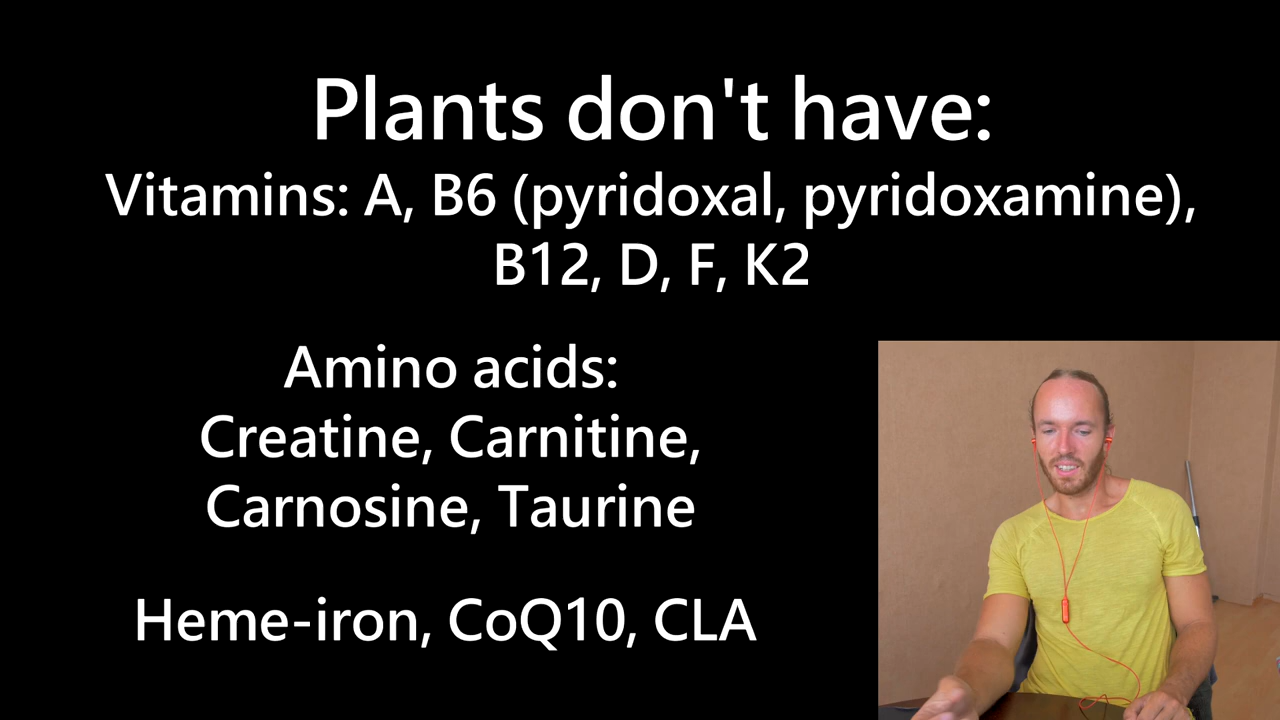 Plants don't have:
Vitamins: A, B6 (pyridoxal, pyridoxamine),
B12, D, F, K2
Amino acids:
Creatine, Carnitine,
Carnosine, Taurine
Heme-iron, CoQ10, CLA